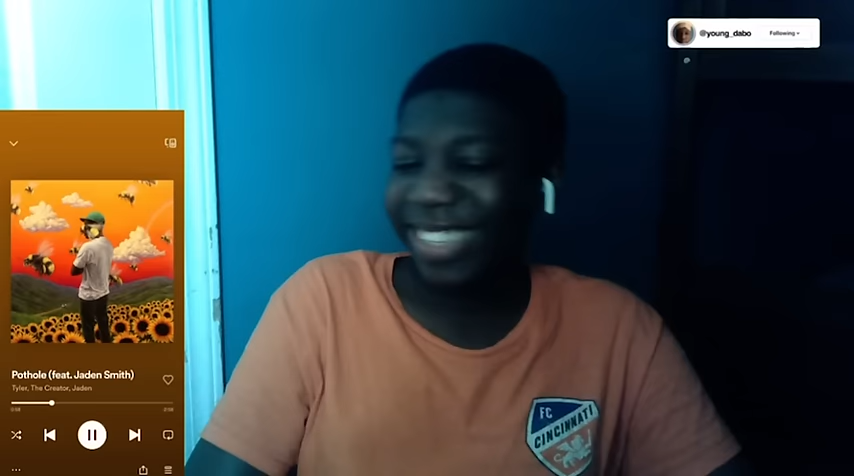 @young_dabo Following
Pothole (feat. Jaden Smith)
Tyler, The Creator, Jaden
FC
CINCINNATI